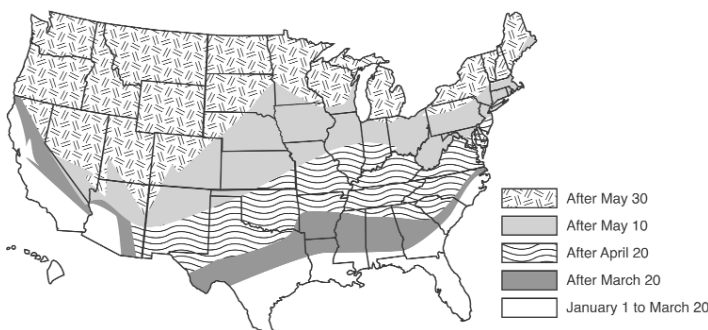 After May 30
After May 10
After April 20
After March 20
January 1 to March 20